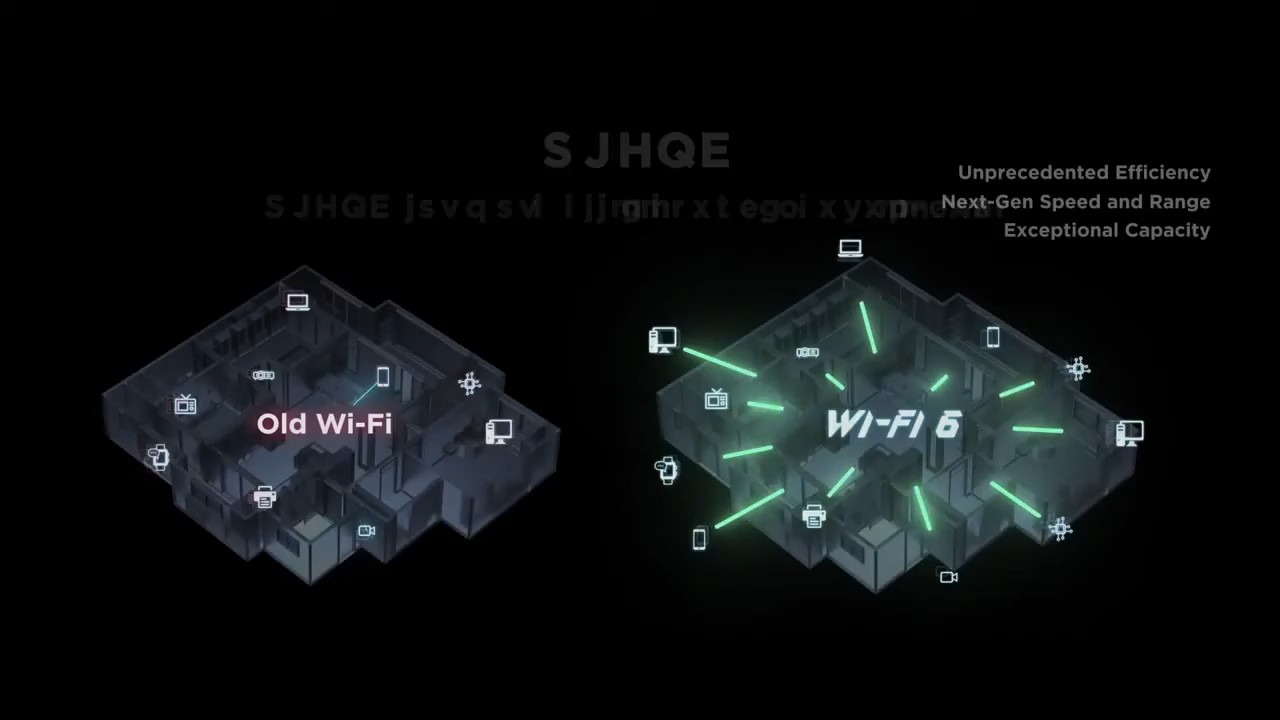 SJHQE
Unprecedented Efficiency
Next-Gen Speed and Range
Exceptional Capacity
Old Wi-Fi
WI-FI 6